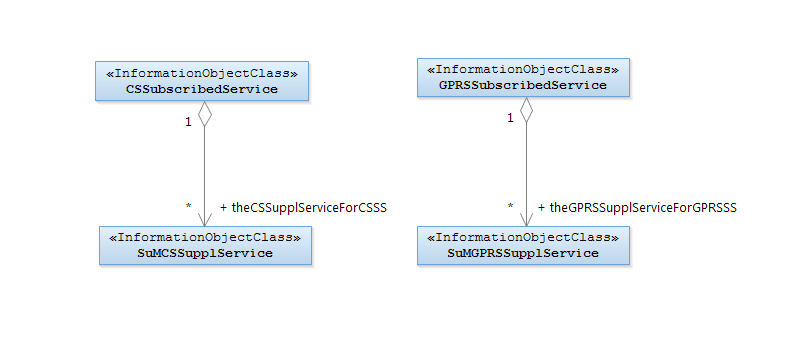 «InformationObjectClass»
CSSubscribedService
1
*
+ theCSSupplServiceForCSSS
«InformationObjectClass»
SuMCSSupplService
«InformationObjectClass»
GPRSSubscribedService
1
*
+ theGPRSSupplServiceForGPRSSS
«InformationObjectClass»
SuMGPRSSupplService